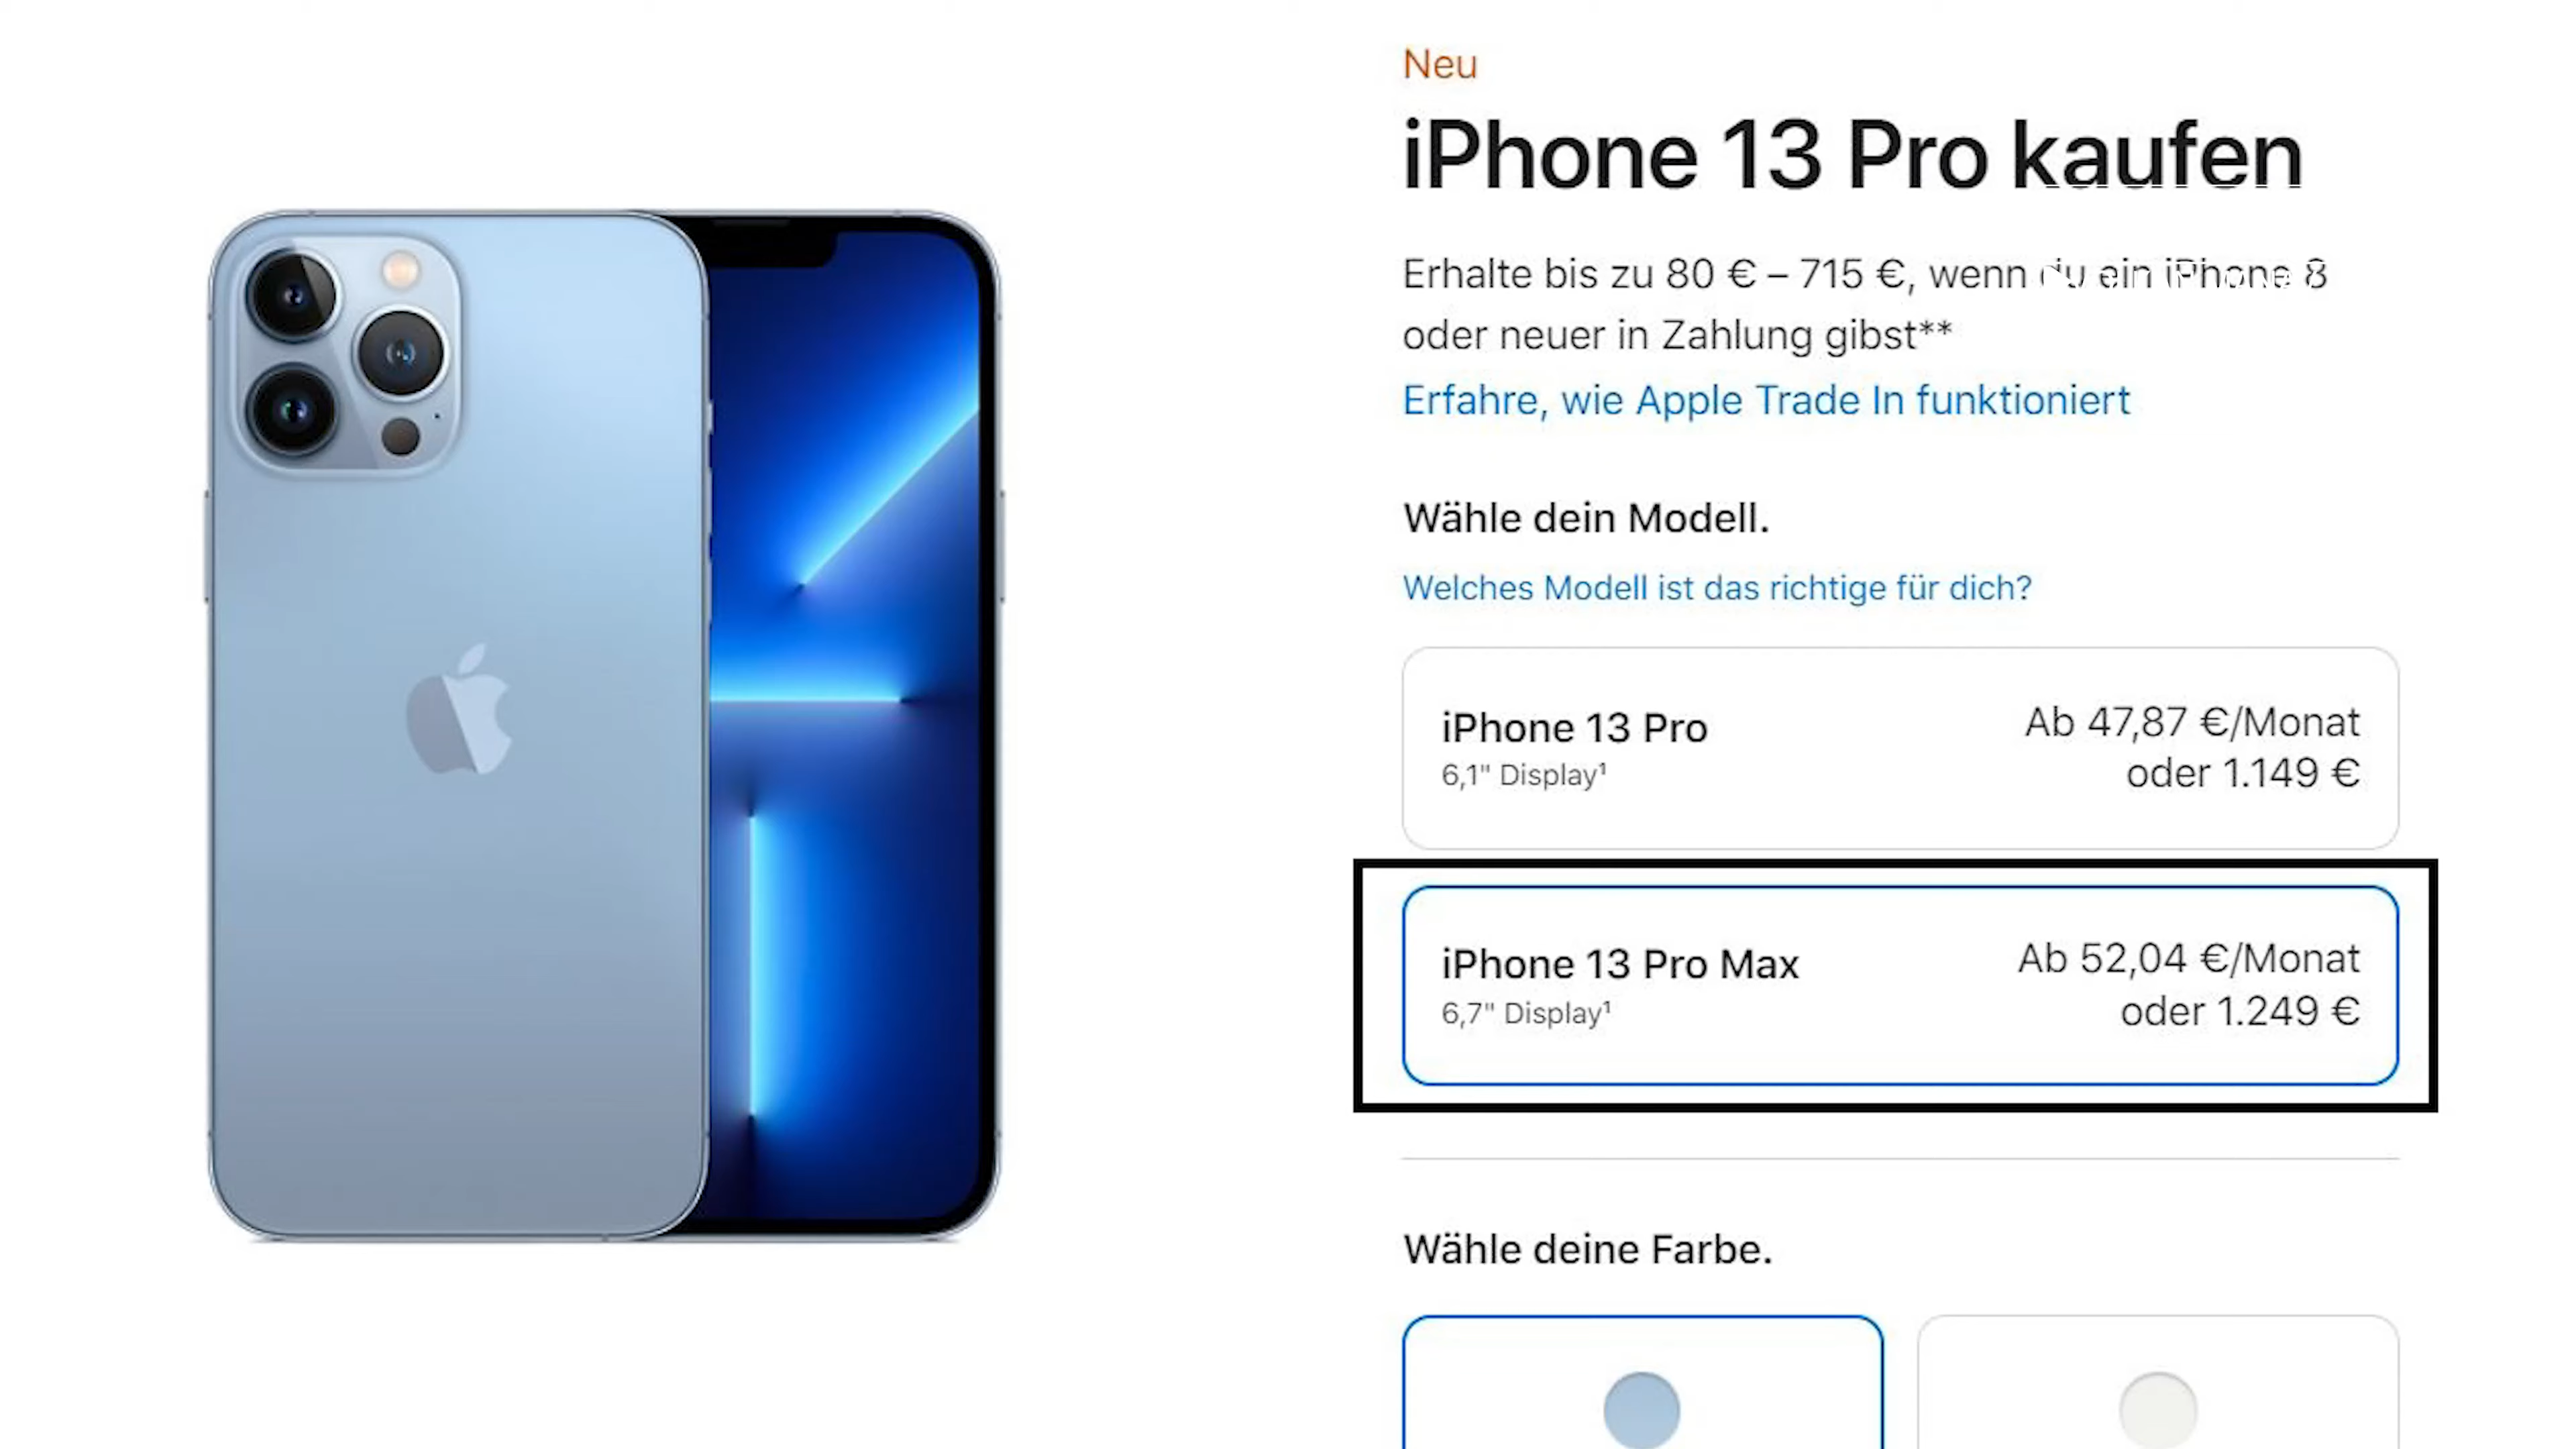 Neu
iPhone 13 Pro kaufen
Erhalte bis zu 80 € – 715 €, wenn du ein iPhone 8
oder neuer in Zahlung gibst**
Erfahre, wie Apple Trade In funktioniert
Wähle dein Modell.
Welches Modell ist das richtige für dich?
iPhone 13 Pro
6,1" Display¹
Ab 47,87 €/Monat
oder 1.149 €
iPhone 13 Pro Max
6,7" Display¹
Ab 52,04 €/Monat
oder 1.249 €
Wähle deine Farbe.